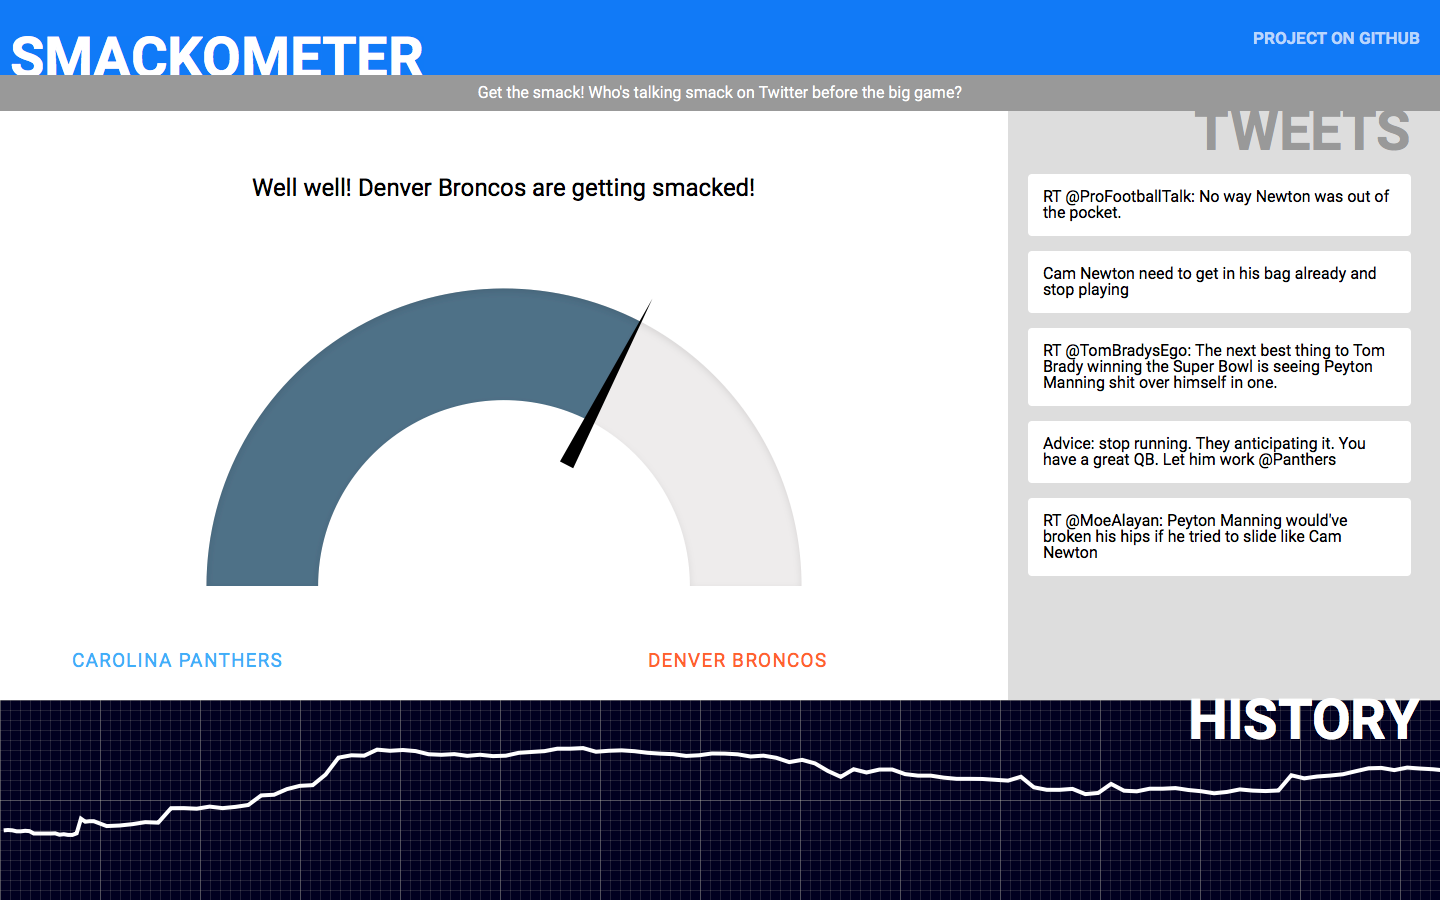 SMACKOMETER
PROJECT ON GITHUB
Get the smack! Who's talking smack on Twitter before the big game?
Well well! Denver Broncos are getting smacked!
CAROLINA PANTHERS
DENVER BRONCOS
TWEETS
RT @ProFootballTalk: No way Newton was out of
the pocket.
Cam Newton need to get in his bag already and
stop playing
RT @TomBradysEgo: The next best thing to Tom
Brady winning the Super Bowl is seeing Peyton
Manning shit over himself in one.
Advice: stop running. They anticipating it. You
have a great QB. Let him work @Panthers
RT @MoeAlayan: Peyton Manning would've
broken his hips if he tried to slide like Cam
Newton
HISTORY